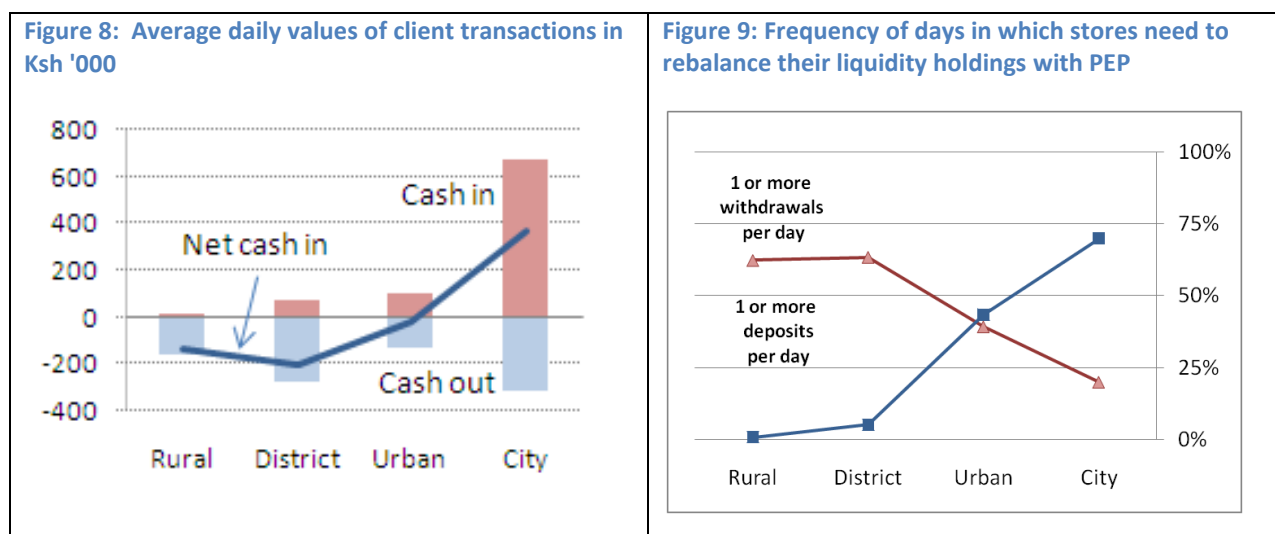 Figure 8:  Average daily values of client transactions in
Ksh '000
800
600
400
200
0
-200
-400
Cash in
Net cash in
Cash out
Rural
District
Urban
City
Figure 9: Frequency of days in which stores need to
rebalance their liquidity holdings with PEP
1 or more
withdrawals
per day
1 or more
deposits
per day
100%
75%
50%
25%
0%
Rural
District
Urban
City